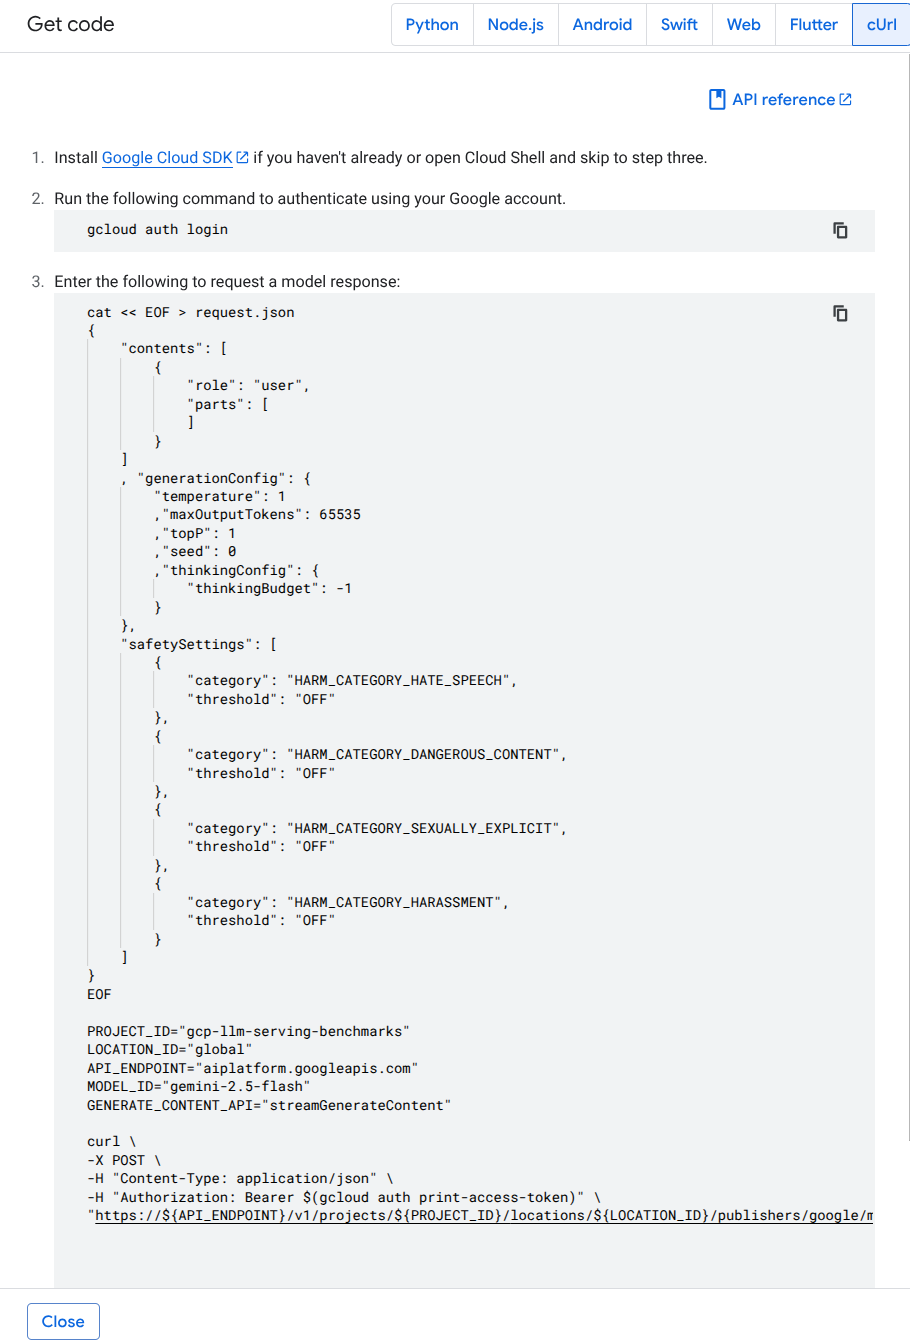 Get code
Python Node.js Android Swift Web Flutter cUrl
API reference
1. Install Google Cloud SDK if you haven't already or open Cloud Shell and skip to step three.
2. Run the following command to authenticate using your Google account.
gcloud auth login
3. Enter the following to request a model response:
cat << EOF > request.json
{
    "contents": [
        {
            "role": "user",
            "parts": [
            ]
        }
    ]
    , "generationConfig": {
        "temperature": 1
        ,"maxOutputTokens": 65535
        ,"topP": 1
        ,"seed": 0
        ,"thinkingConfig": {
            "thinkingBudget": -1
        }
    },
    "safetySettings": [
        {
            "category": "HARM_CATEGORY_HATE_SPEECH",
            "threshold": "OFF"
        },
        {
            "category": "HARM_CATEGORY_DANGEROUS_CONTENT",
            "threshold": "OFF"
        },
        {
            "category": "HARM_CATEGORY_SEXUALLY_EXPLICIT",
            "threshold": "OFF"
        },
        {
            "category": "HARM_CATEGORY_HARASSMENT",
            "threshold": "OFF"
        }
    ]
}
EOF

PROJECT_ID="gcp-llm-serving-benchmarks"
LOCATION_ID="global"
API_ENDPOINT="aiplatform.googleapis.com"
MODEL_ID="gemini-2.5-flash"
GENERATE_CONTENT_API="streamGenerateContent"

curl \
-X POST \
-H "Content-Type: application/json" \
-H "Authorization: Bearer $(gcloud auth print-access-token)" \
"https://${API_ENDPOINT}/v1/projects/${PROJECT_ID}/locations/${LOCATION_ID}/publishers/google/m
Close